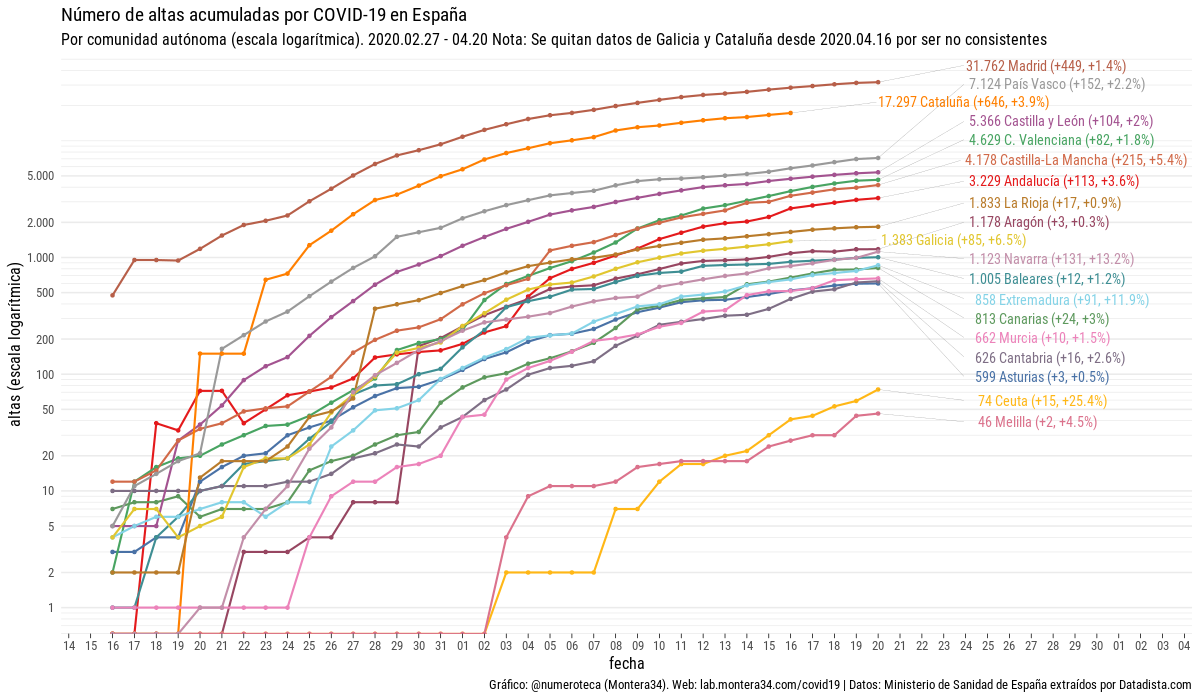 Número de altas acumuladas por COVID-19 en España
Por comunidad autónoma (escala logarítmica). 2020.02.27 - 04.20 Nota: Se quitan datos de Galicia y Cataluña desde 2020.04.16 por ser no consistentes
31.762 Madrid (+449, +1.4%)
7.124 País Vasco (+152, +2.2%)
17.297 Cataluña (+646, +3.9%)
5.366 Castilla y León (+104, +2%)
4.629 C. Valenciana (+82, +1.8%)
4.178 Castilla-La Mancha (+215, +5.4%)
3.229 Andalucía (+113, +3.6%)
1.833 La Rioja (+17, +0.9%)
1.178 Aragón (+3, +0.3%)
1.383 Galicia (+85, +6.5%)
1.123 Navarra (+131, +13.2%)
1.005 Baleares (+12, +1.2%)
858 Extremadura (+91, +11.9%)
813 Canarias (+24, +3%)
662 Murcia (+10, +1.5%)
626 Cantabria (+16, +2.6%)
599 Asturias (+3, +0.5%)
74 Ceuta (+15, +25.4%)
46 Melilla (+2, +4.5%)
altas (escala logarítmica)
5.000
2.000
1.000
500
200
100
50
20
10
5
2
1
14 15 16 17 18 19 20 21 22 23 24 25 26 27 28 29 30 31 01 02 03 04 05 06 07 08 09 10 11 12 13 14 15 16 17 18 19 20 21 22 23 24 25 26 27 28 29 30 01 02 03 04
fecha
Gráfico: @numeroteca (Montera34). Web: lab.montera34.com/covid19 | Datos: Ministerio de Sanidad de España extraídos por Datadista.com